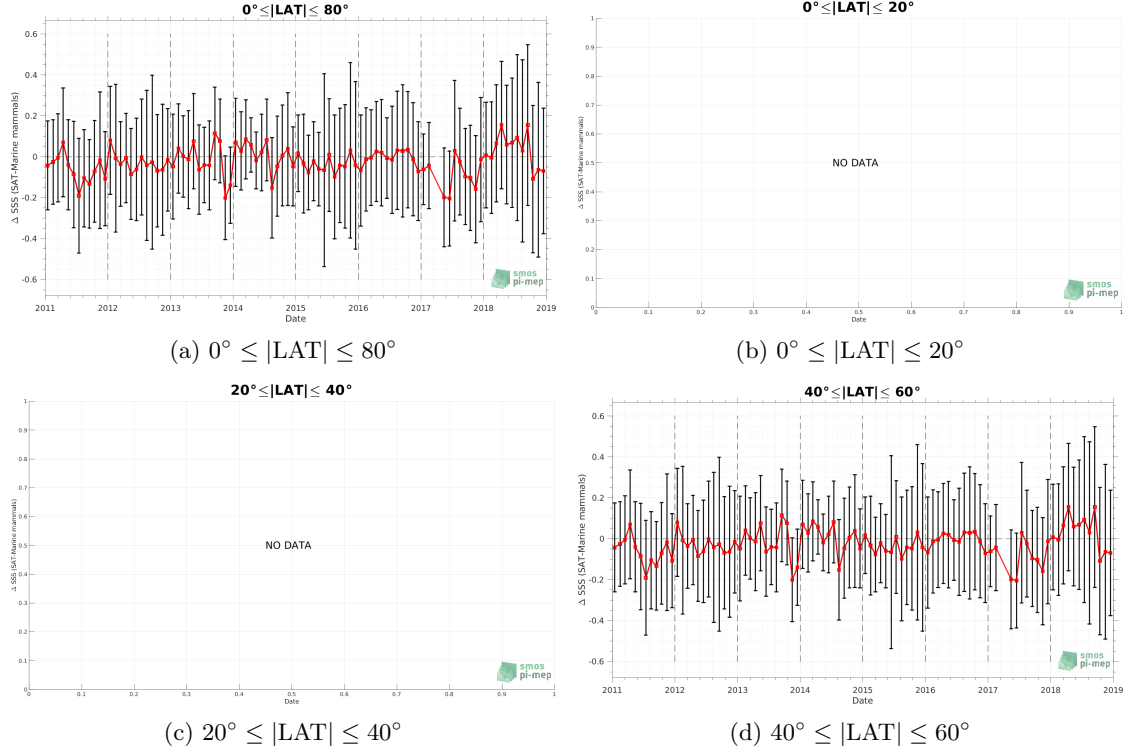 0°≤|LAT|≤ 80°
Δ SSS (SAT-Marine mammals)
0.6
0.4
0.2
0
-0.2
-0.4
-0.6
smos
pi-mep
2011 2012 2013 2014 2015 2016 2017 2018 2019
Date
(a) 0° ≤ |LAT| ≤ 80°
0°≤|LAT|≤ 20°
Δ SSS (SAT-Marine mammals)
1
0.9
0.8
0.7
0.6
0.5
0.4
0.3
0.2
0.1
0
NO DATA
smos
pi-mep
0 0.1 0.2 0.3 0.4 0.5 0.6 0.7 0.8 0.9 1
Date
(b) 0° ≤ |LAT| ≤ 20°
20°≤|LAT|≤ 40°
Δ SSS (SAT-Marine mammals)
1
0.9
0.8
0.7
0.6
0.5
0.4
0.3
0.2
0.1
0
NO DATA
smos
pi-mep
0 0.1 0.2 0.3 0.4 0.5 0.6 0.7 0.8 0.9 1
Date
(c) 20° ≤ |LAT| ≤ 40°
40°≤|LAT|≤ 60°
Δ SSS (SAT-Marine mammals)
0.6
0.4
0.2
0
-0.2
-0.4
-0.6
smos
pi-mep
2011 2012 2013 2014 2015 2016 2017 2018 2019
Date
(d) 40° ≤ |LAT| ≤ 60°